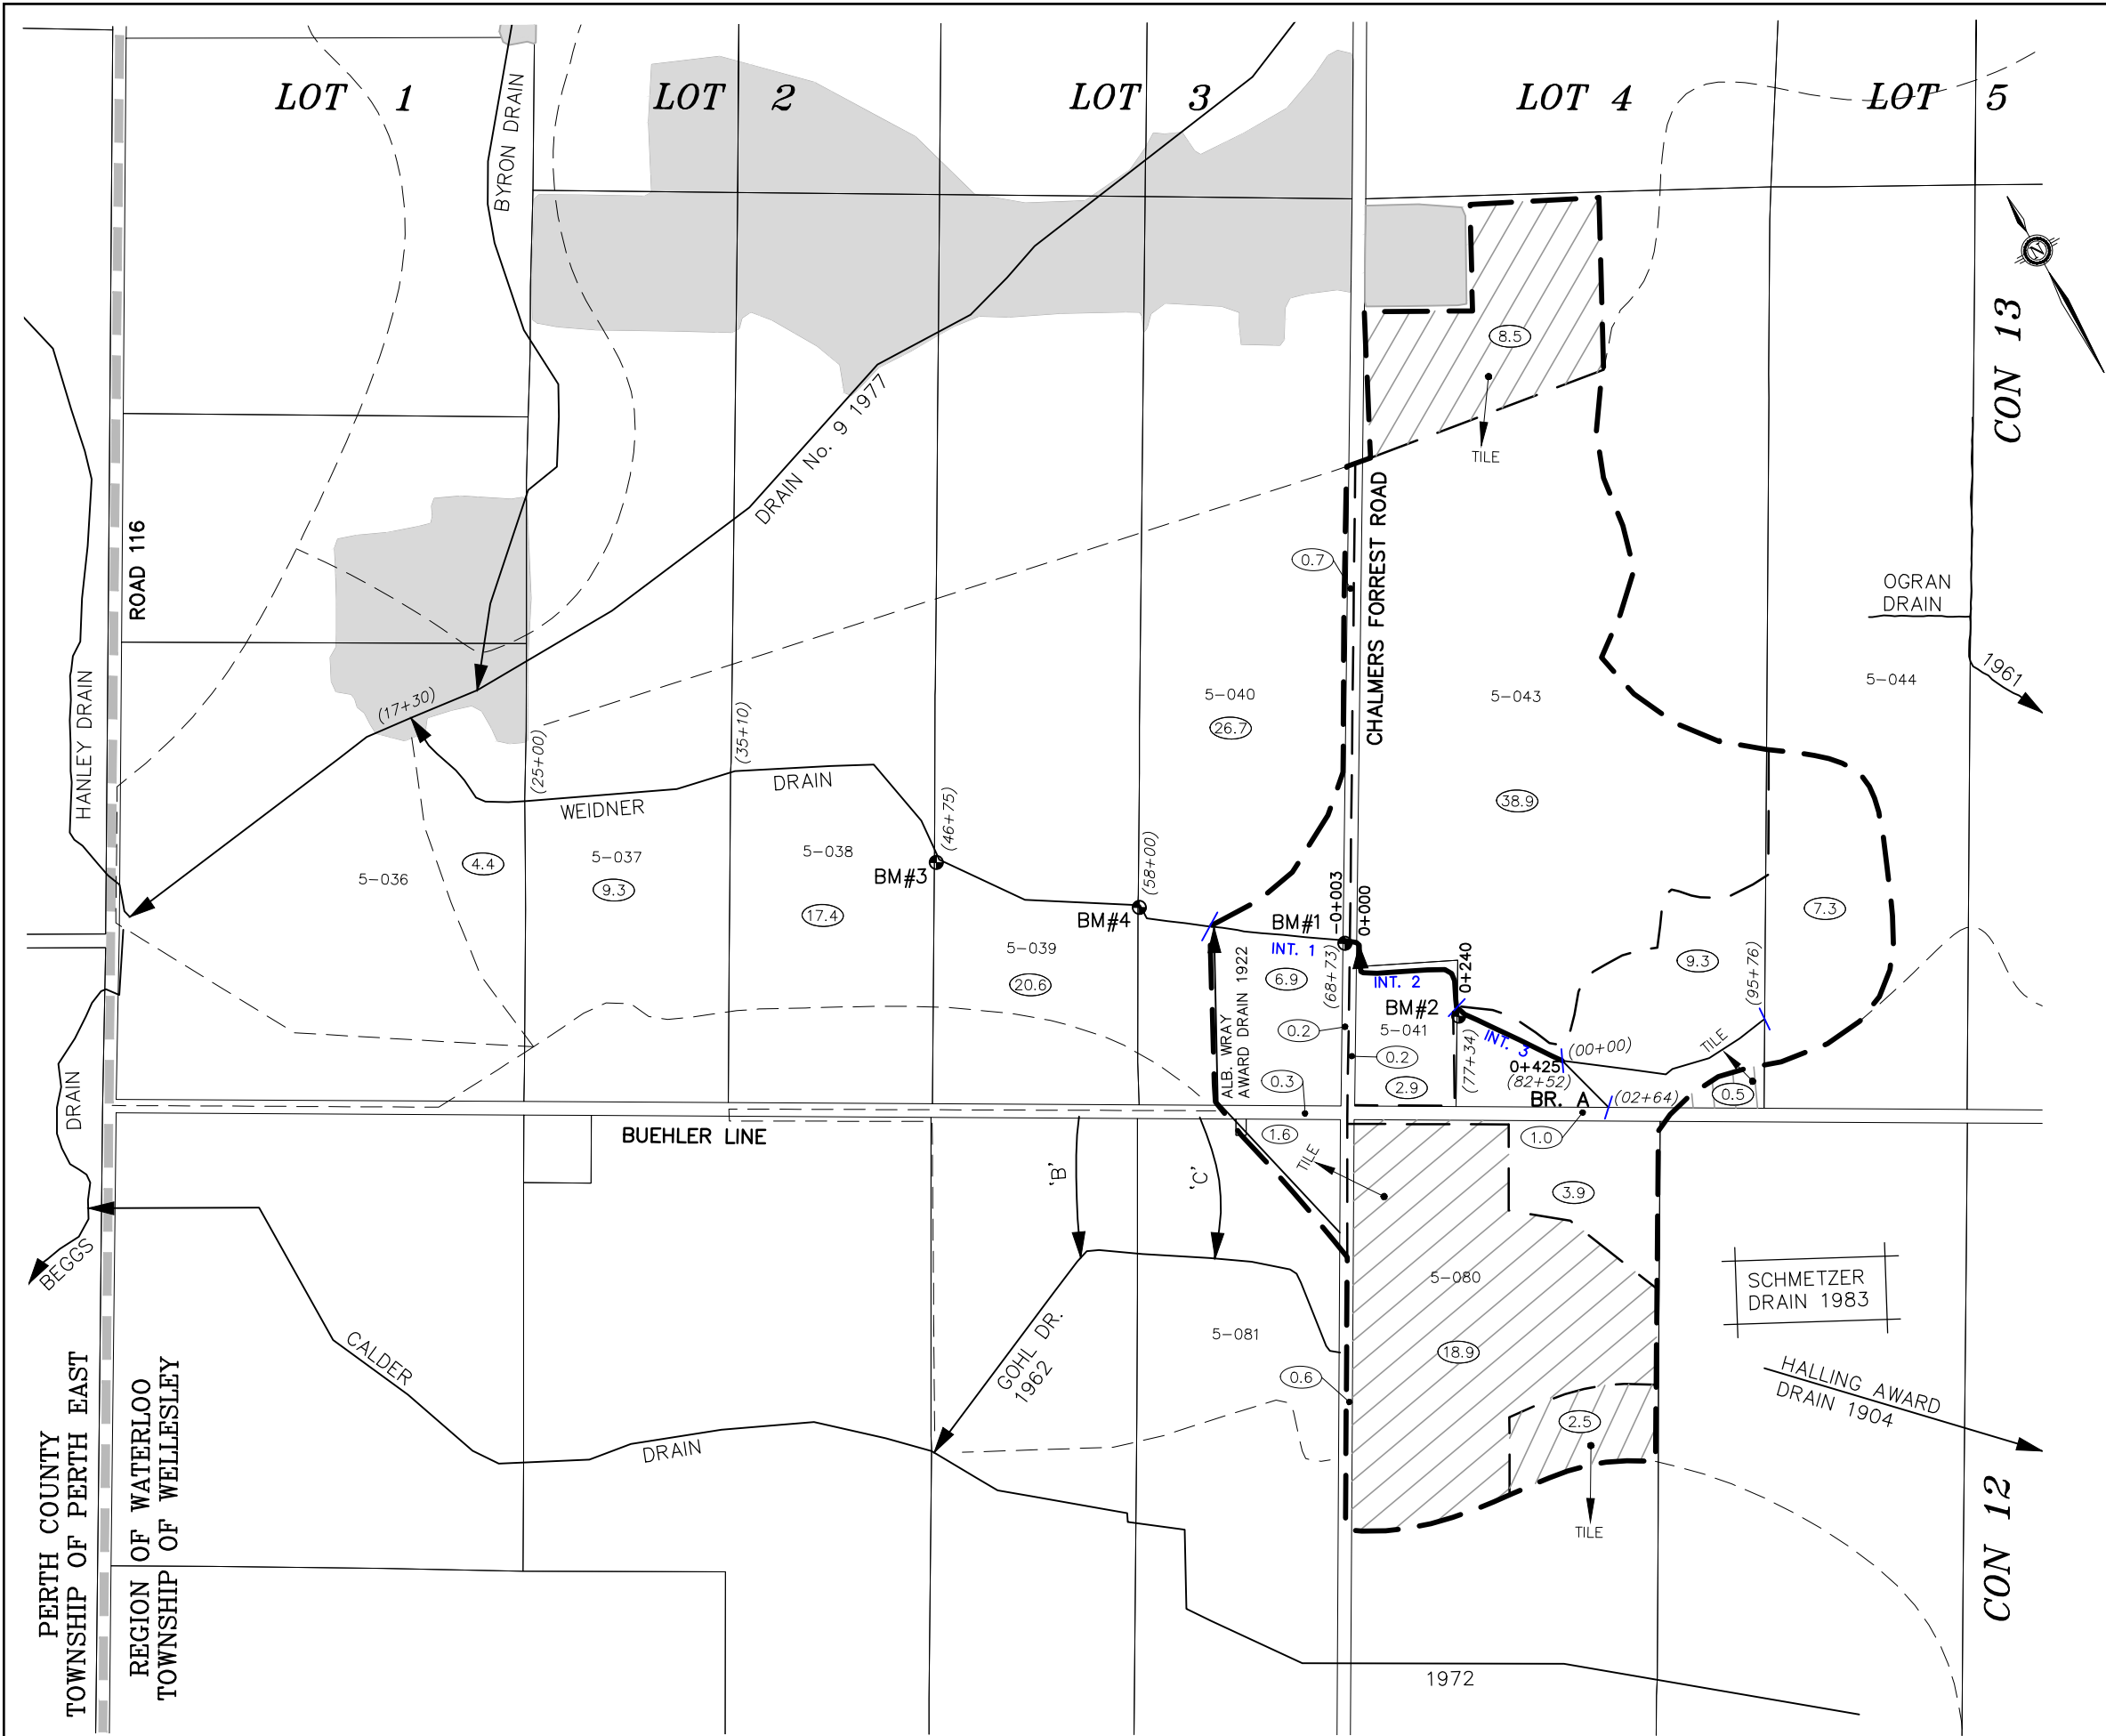 LOT 1
LOT 2
LOT 3
LOT 4
LOT 5
BYRON DRAIN
N
CON 13
8.5
TILE
DRAIN No. 9 1977
ROAD 116
CHALMERS FORREST ROAD
0.7
OGRAN
DRAIN
1961
HANLEY DRAIN
(17+30)
(25+00)
(35+10)
5-040
26.7
5-043
5-044
38.9
WEIDNER
DRAIN
(46+75)
5-036
4.4
5-037
9.3
5-038
17.4
BM#3
(58+00)
BM#4
BM#1
-0+003
0+000
INT. 1
7.3
5-039
20.6
ALB. WRAY
AWARD DRAIN 1922
6.9
(68+73)
INT. 2
0+240
9.3
(95+76)
BM#2
0.2
5-041
0.2
2.9
(77+34)
INT. 3
0+425
(82+52)
(00+00)
TILE
0.3
BR. A
(02+64)
0.5
DRAIN
BUEHLER LINE
1.6
1.0
TILE
'B'
'C'
3.9
BEGGS
5-080
SCHMETZER
DRAIN 1983
CALDER
GOHL DR.
1962
5-081
18.9
0.6
HALLING AWARD
DRAIN 1904
2.5
DRAIN
TILE
PERTH COUNTY
TOWNSHIP OF PERTH EAST
REGION OF WATERLOO
TOWNSHIP OF WELLESLEY
CON 12
1972